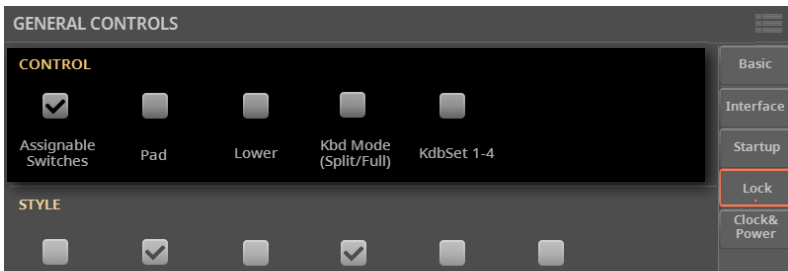 GENERAL CONTROLS
CONTROL
Basic
Interface
Assignable
Switches
Pad
Lower
Kbd Mode
(Split/Full)
KdbSet 1-4
Startup
Lock
STYLE
Clock&
Power